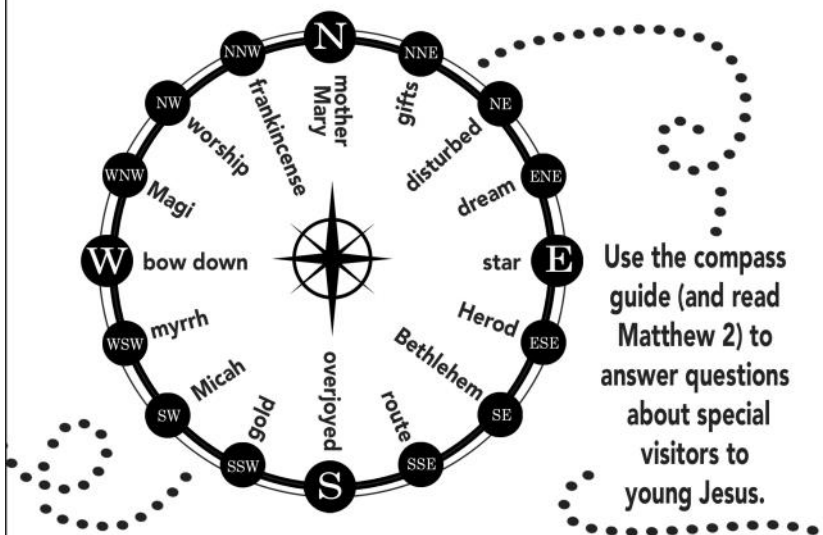 N
mother
Mary
NNE
gifts
NE
disturbed
ENE
dream
E
star
ESE
Herod
SE
Bethlehem
SSE
route
S
overjoyed
SSW
gold
SW
Micah
WSW
myrrh
W
bow down
WNW
Magi
NW
worship
NNW
frankincense
Use the compass
guide (and read
Matthew 2) to
answer questions
about special
visitors to
young Jesus.